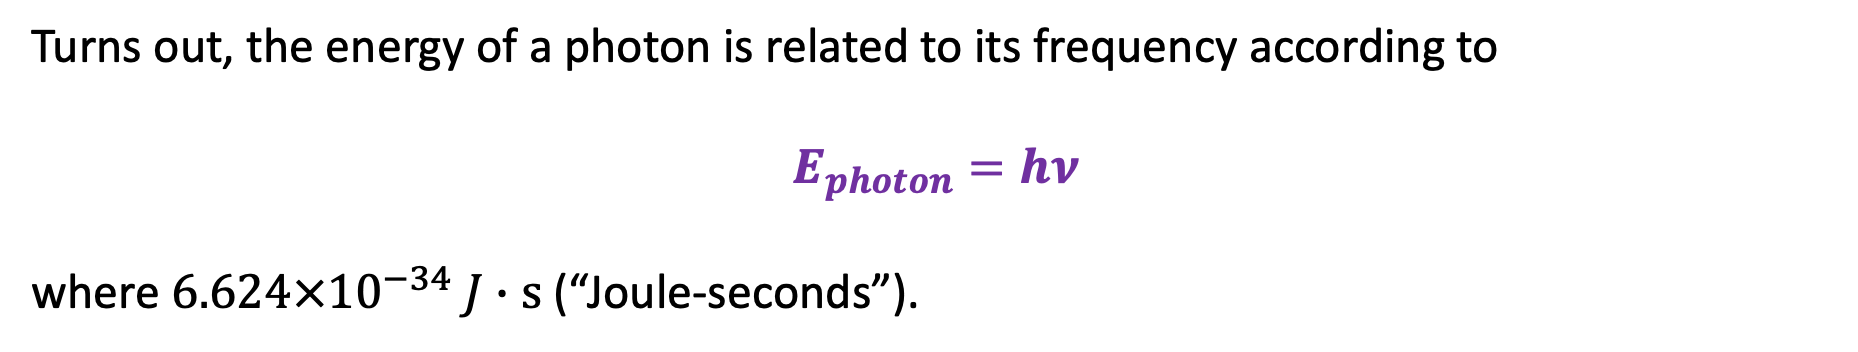 Turns out, the energy of a photon is related to its frequency according to
E_photon = hν
where 6.624×10⁻³⁴ J · s (“Joule-seconds”).